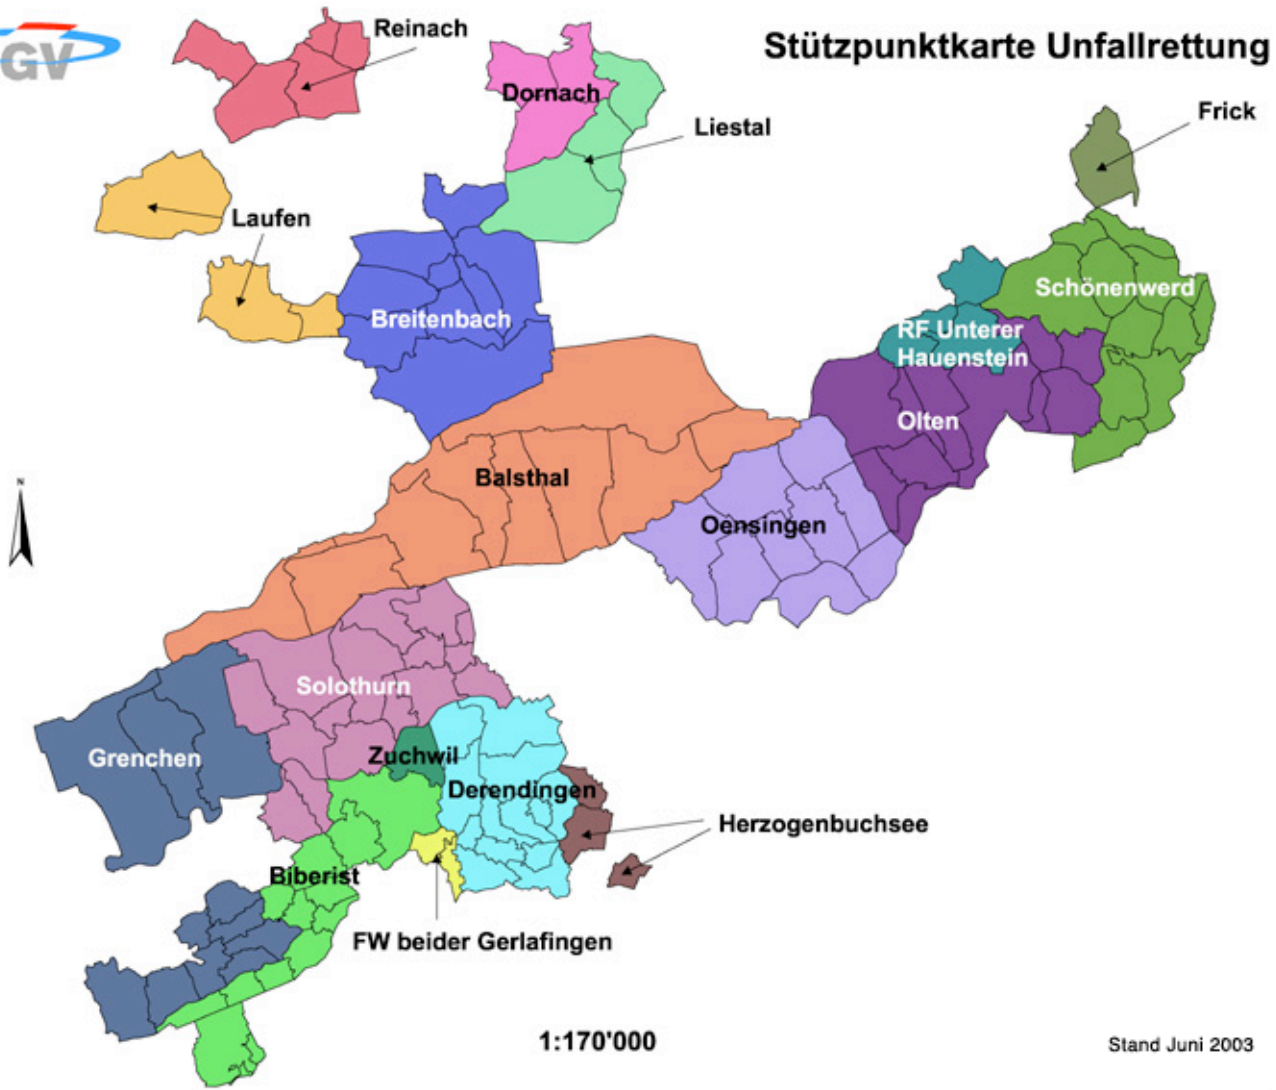 GV
Stützpunktkarte Unfallrettung
Reinach
Dornach
Liestal
Frick
Laufen
Breitenbach
Schönenwerd
RF Unterer
Hauenstein
Olten
Balsthal
Oensingen
N
Solothurn
Grenchen
Zuchwil
Derendingen
Herzogenbuchsee
Biberist
FW beider Gerlafingen
1:170'000
Stand Juni 2003